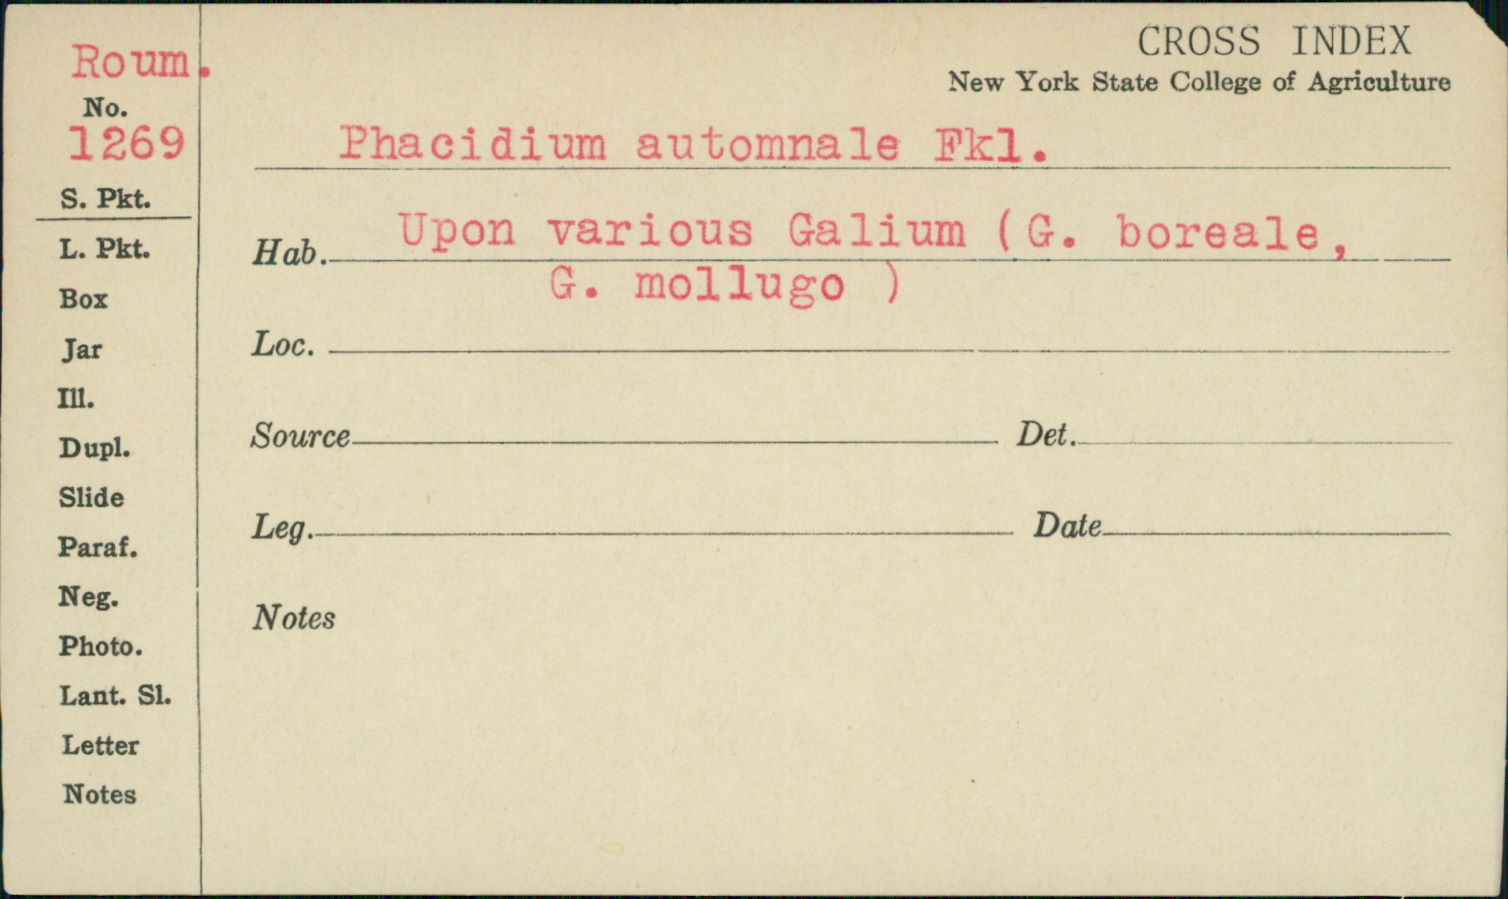 CROSS INDEX
New York State College of Agriculture
Roum.
No.
1269
Phacidium automnale Fkl.
S. Pkt.
L. Pkt.
Box
Jar
Ill.
Dupl.
Slide
Paraf.
Neg.
Photo.
Lant. Sl.
Letter
Notes
Hab. Upon various Galium (G. boreale,
G. mollugo )
Loc.
Source Det.
Leg. Date
Notes